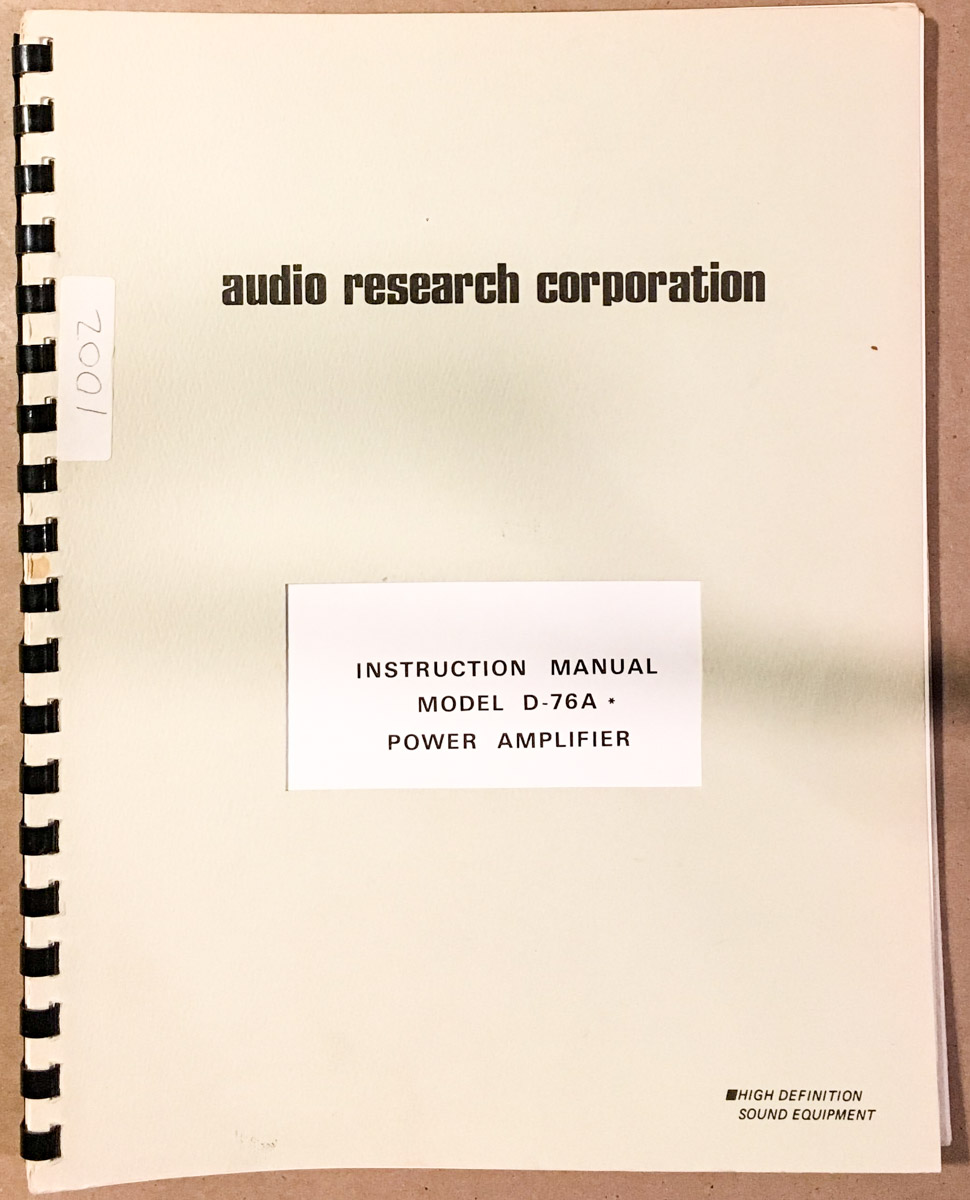 audio research corporation
1002
INSTRUCTION MANUAL
MODEL D-76A *
POWER AMPLIFIER
■HIGH DEFINITION
SOUND EQUIPMENT